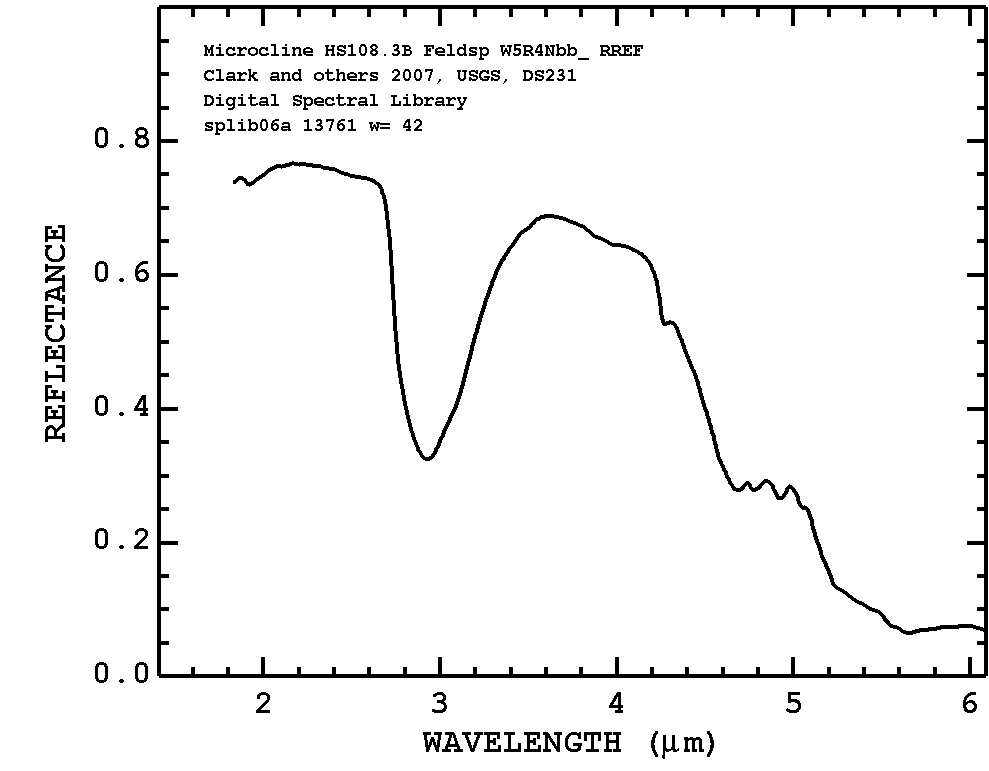 Microcline HS108.3B Feldsp W5R4Nbb_ RREF
Clark and others 2007, USGS, DS231
Digital Spectral Library
splib06a 13761 w= 42
0.8
0.6
0.4
0.2
0.0
REFLECTANCE
2 3 4 5 6
WAVELENGTH (μm)